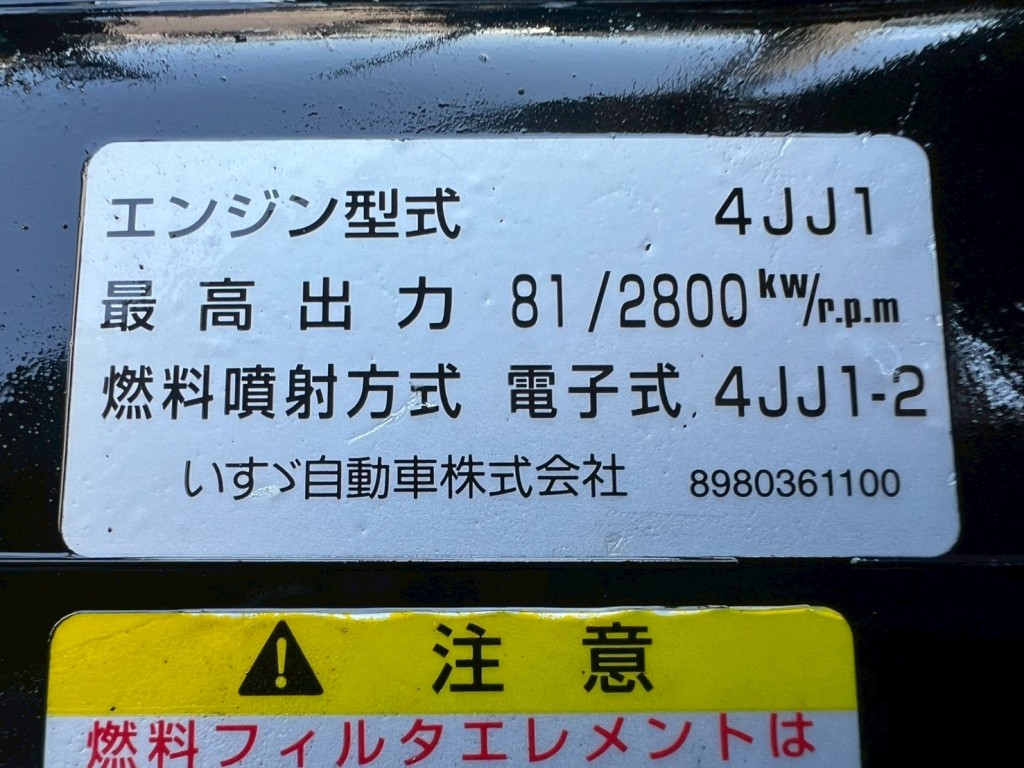 エンジン型式 4JJ1
最高出力 81/2800 kw/r.p.m
燃料噴射方式 電子式 4JJ1-2
いすゞ自動車株式会社 8980361100
注意
燃料フィルタエレメントは